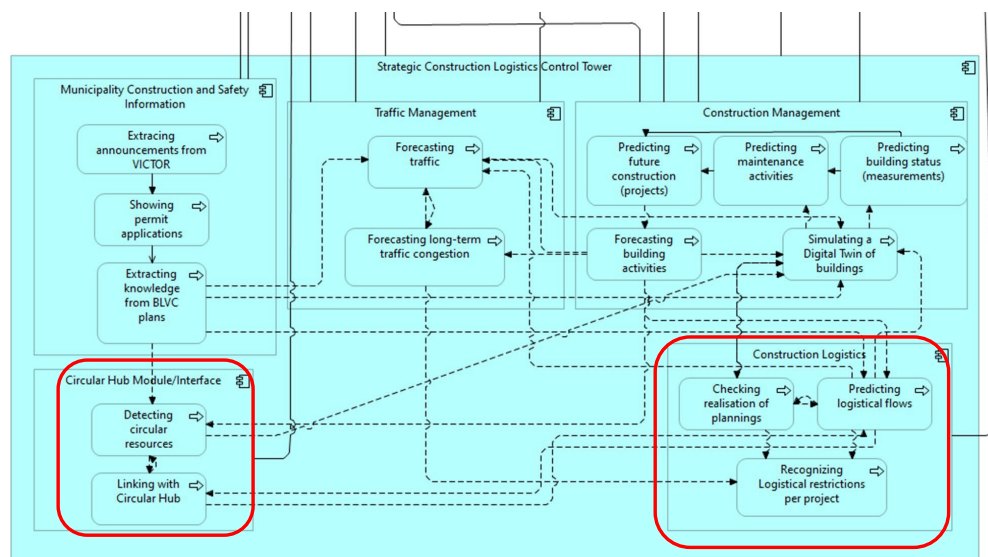 Strategic Construction Logistics Control Tower
Municipality Construction and Safety
Information
Extracing
announcements from
VICTOR
Showing
permit
applications
Extracting
knowledge
from BLVC
plans
Traffic Management
Forecasting
traffic
Forecasting long-term
traffic congestion
Construction Management
Predicting
future
construction
(projects)
Predicting
maintenance
activities
Predicting
building status
(measurements)
Forecasting
building
activities
Simulating a
Digital Twin of
buildings
Circular Hub Module/Interface
Detecting
circular
resources
Linking with
Circular Hub
Construction Logistics
Checking
realisation of
plannings
Predicting
logistical flows
Recognizing
Logistical restrictions
per project